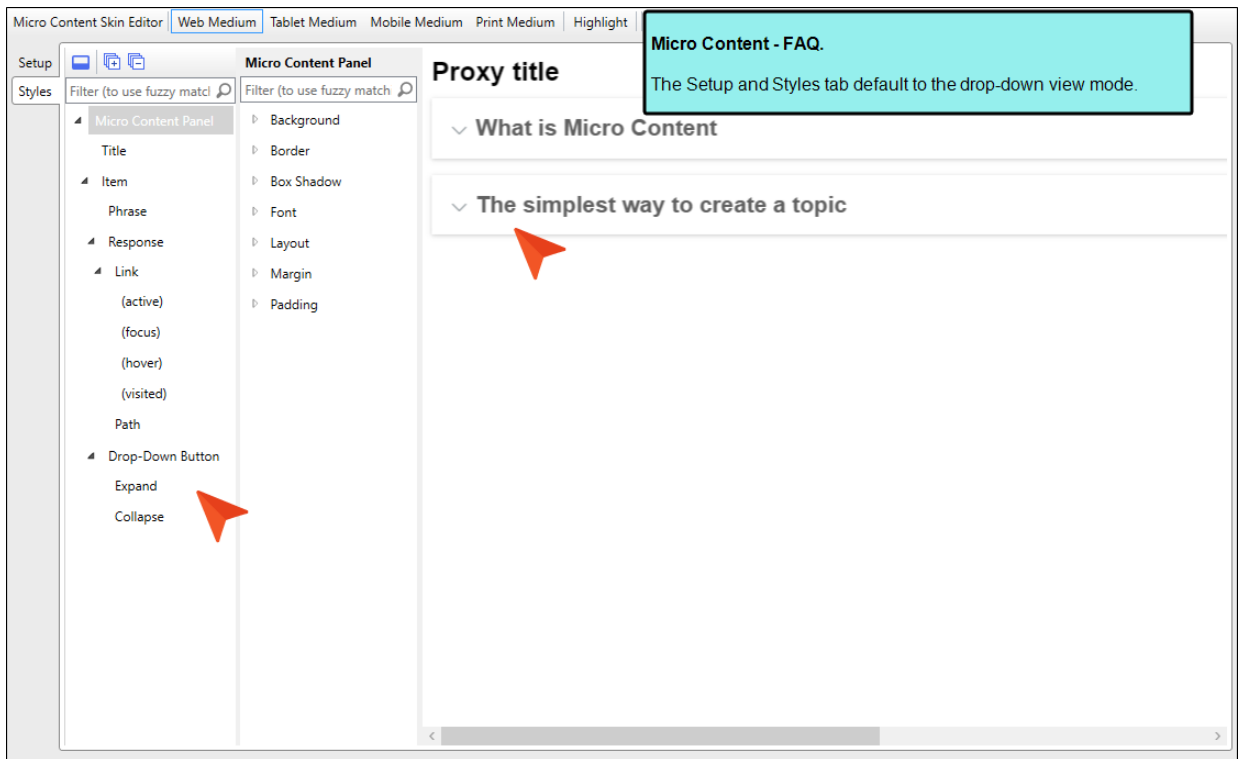 Micro Content Skin Editor Web Medium Tablet Medium Mobile Medium Print Medium Highlight
Micro Content - FAQ.
The Setup and Styles tab default to the drop-down view mode.
Setup
Styles
Filter (to use fuzzy matcl
Micro Content Panel
Title
Item
Phrase
Response
Link
(active)
(focus)
(hover)
(visited)
Path
Drop-Down Button
Expand
Collapse
Micro Content Panel
Filter (to use fuzzy match
Background
Border
Box Shadow
Font
Layout
Margin
Padding
Proxy title
What is Micro Content
The simplest way to create a topic